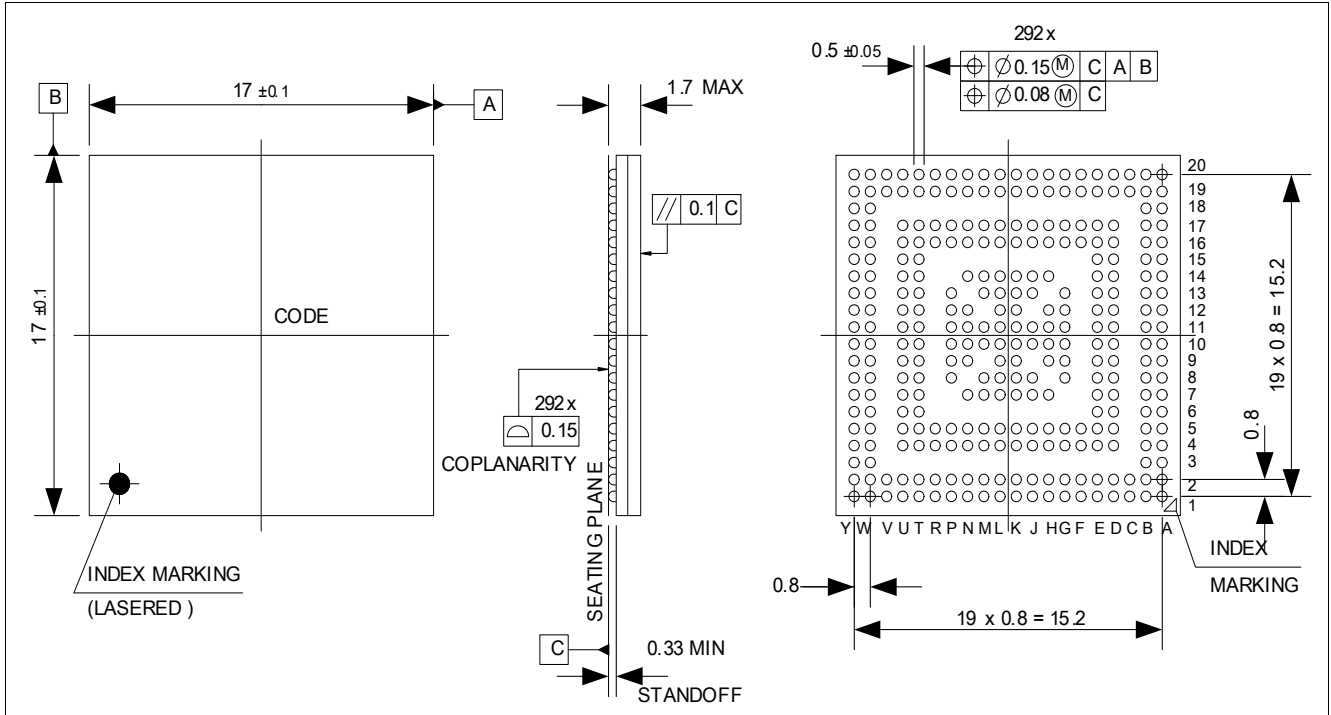 B
17 ±0.1
A
17 ±0.1
CODE
INDEX MARKING
(LASERED )
1.7 MAX
// 0.1 C
292 x
0.15
COPLANARITY
SEATING PLANE
C
0.33 MIN
STANDOFF
292 x
0.5 ±0.05
⌖ ∅ 0.15 Ⓜ C A B
⌖ ∅ 0.08 Ⓜ C
20
19
18
17
16
15
14
13
12
11
10
9
8
7
6
5
4
3
2
1
19 x 0.8 = 15.2
0.8
Y W V U T R P N M L K J H G F E D C B A
INDEX
MARKING
0.8
19 x 0.8 = 15.2